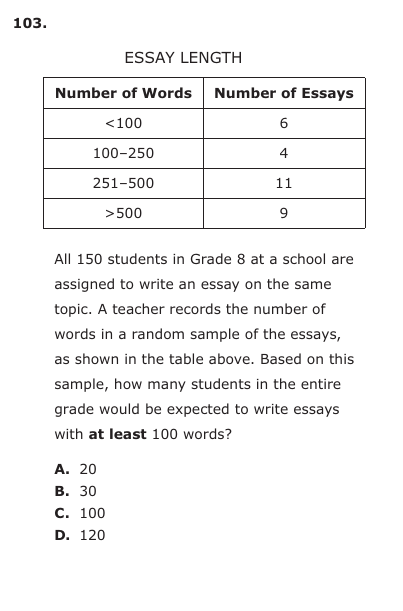 103.
ESSAY LENGTH
Number of Words Number of Essays
<100 6
100–250 4
251–500 11
>500 9
All 150 students in Grade 8 at a school are
assigned to write an essay on the same
topic. A teacher records the number of
words in a random sample of the essays,
as shown in the table above. Based on this
sample, how many students in the entire
grade would be expected to write essays
with at least 100 words?
A. 20
B. 30
C. 100
D. 120